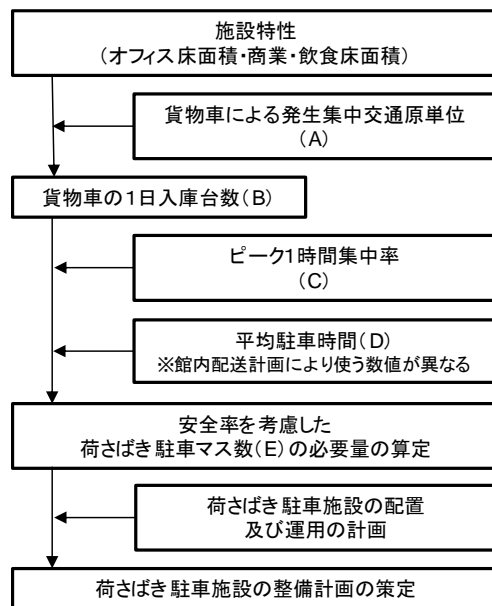 施設特性
(オフィス床面積・商業・飲食床面積)
貨物車による発生集中交通原単位
(A)
貨物車の1日入庫台数(B)
ピーク1時間集中率
(C)
平均駐車時間(D)
※館内配送計画により使う数値が異なる
安全率を考慮した
荷さばき駐車マス数(E)の必要量の算定
荷さばき駐車施設の配置
及び運用の計画
荷さばき駐車施設の整備計画の策定